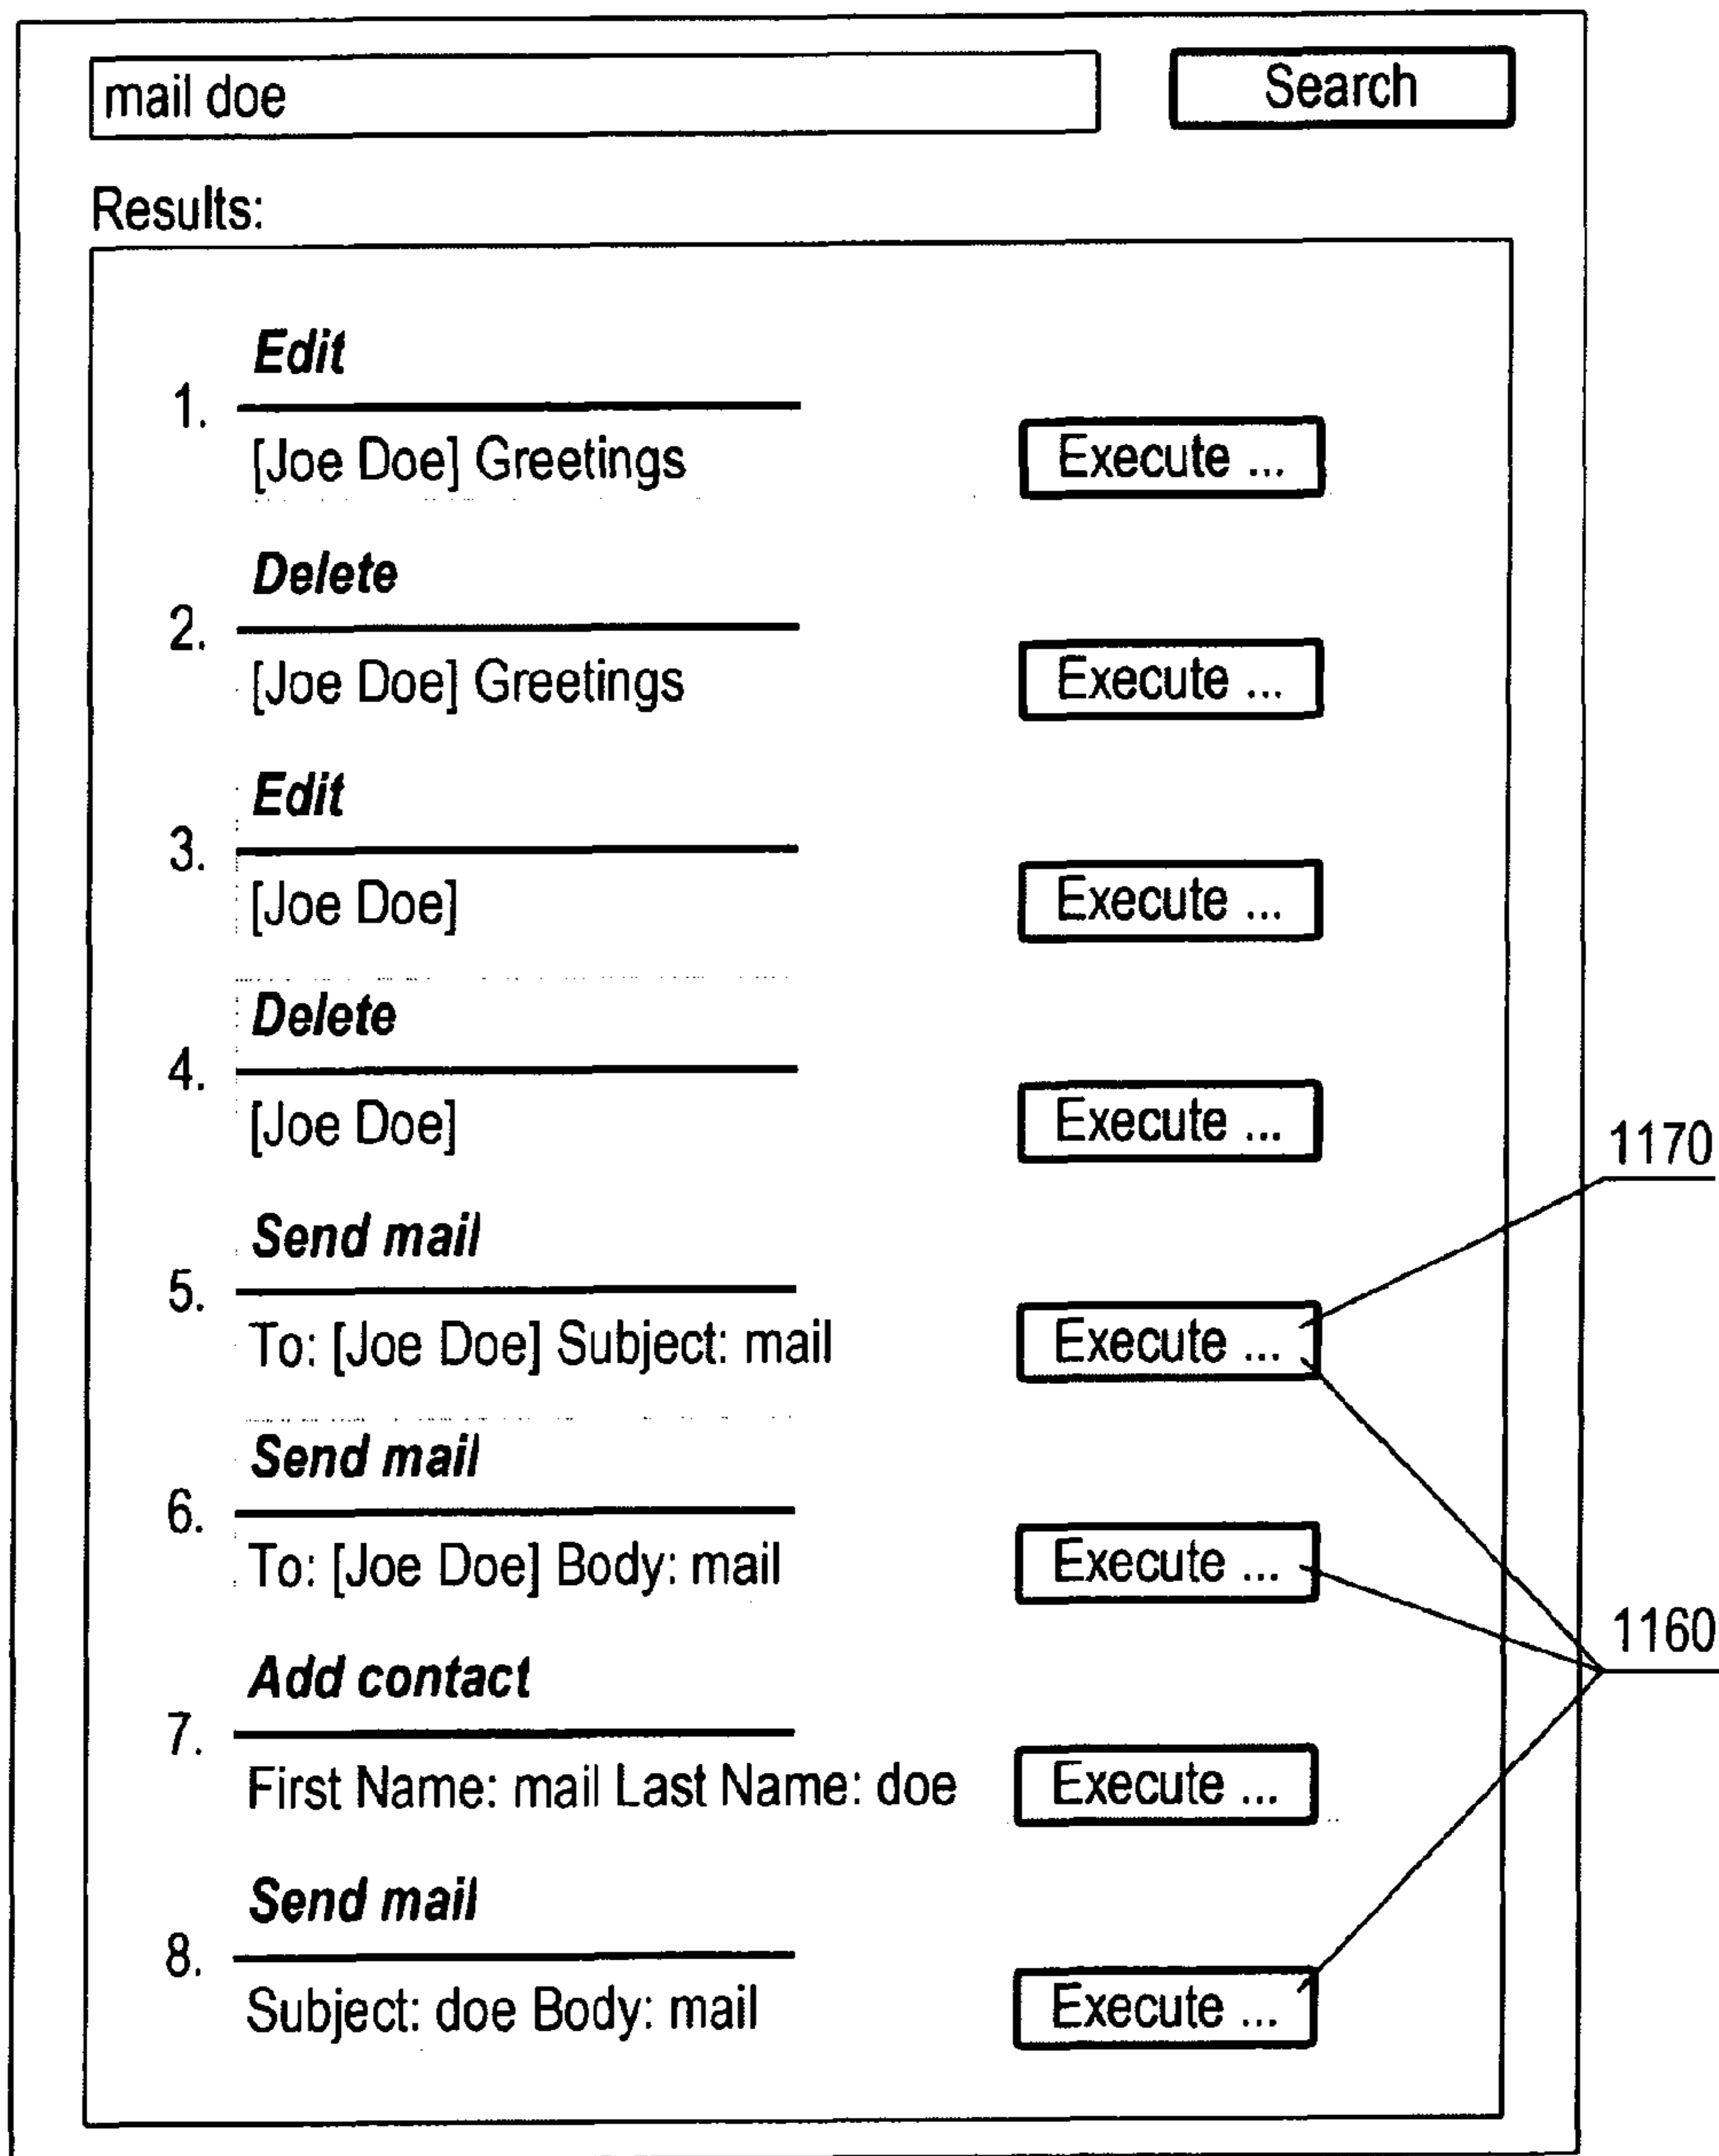 mail doe Search
Results:
Edit
1.
[Joe Doe] Greetings Execute ...
Delete
2.
[Joe Doe] Greetings Execute ...
Edit
3.
[Joe Doe] Execute ...
Delete
4.
[Joe Doe] Execute ...
1170
Send mail
5.
To: [Joe Doe] Subject: mail Execute ...
Send mail
6.
To: [Joe Doe] Body: mail Execute ...
1160
Add contact
7.
First Name: mail Last Name: doe Execute ...
Send mail
8.
Subject: doe Body: mail Execute ...